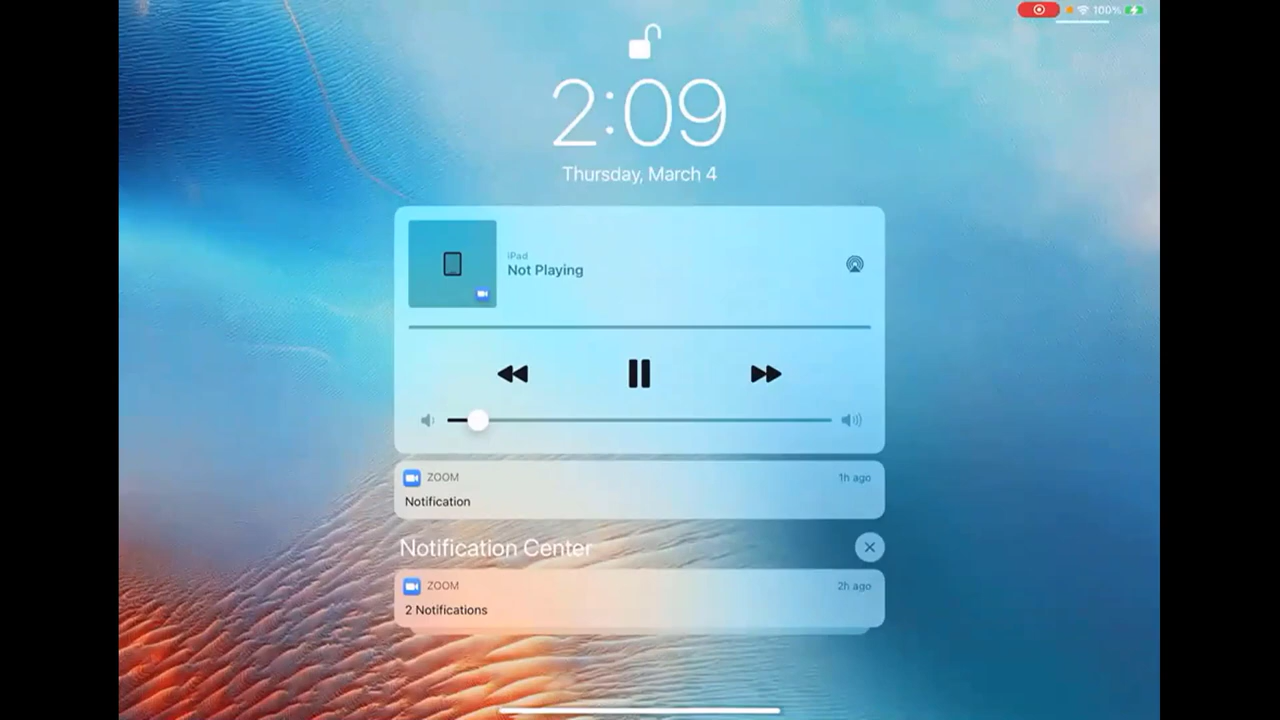 100%
2:09
Thursday, March 4
iPad
Not Playing
ZOOM 1h ago
Notification
Notification Center
ZOOM 2h ago
2 Notifications